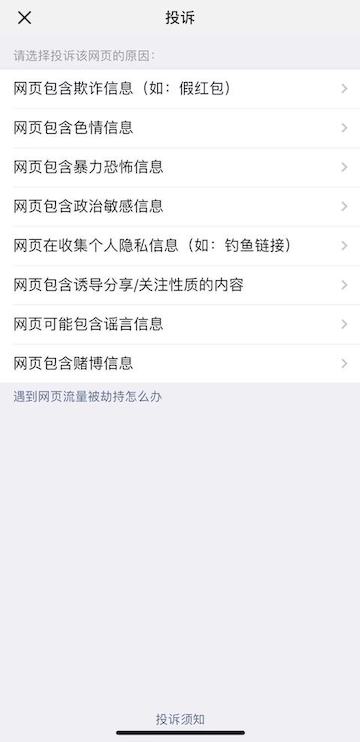 投诉
请选择投诉该网页的原因：
网页包含欺诈信息（如：假红包）
网页包含色情信息
网页包含暴力恐怖信息
网页包含政治敏感信息
网页在收集个人隐私信息（如：钓鱼链接）
网页包含诱导分享/关注性质的内容
网页可能包含谣言信息
网页包含赌博信息
遇到网页流量被劫持怎么办
投诉须知